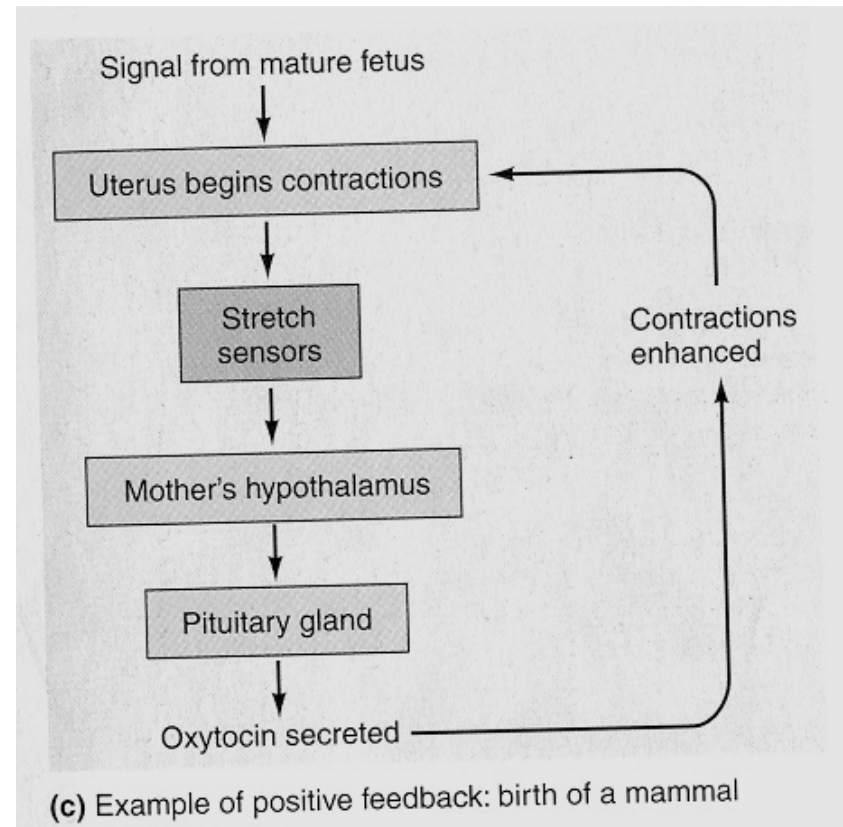 Signal from mature fetus
Uterus begins contractions
Stretch
sensors
Contractions
enhanced
Mother's hypothalamus
Pituitary gland
Oxytocin secreted
(c) Example of positive feedback: birth of a mammal